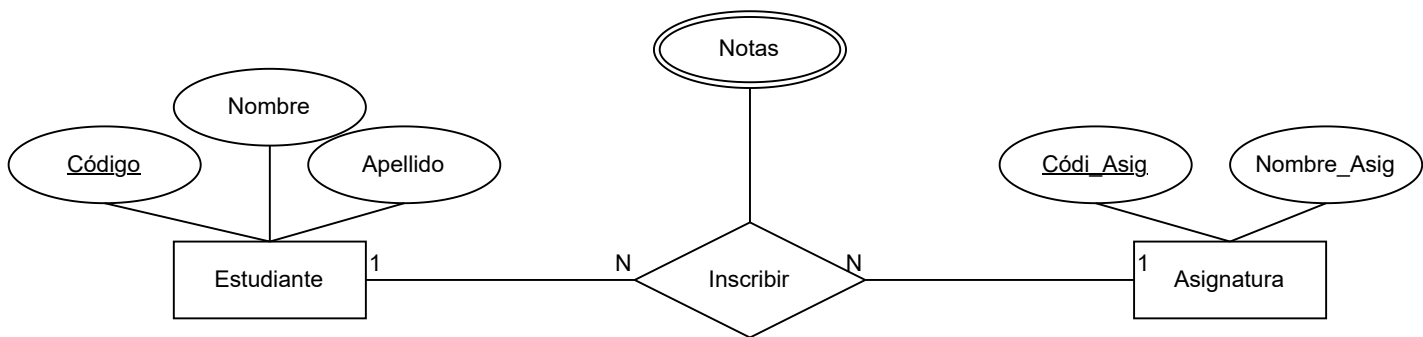 Notas
Nombre
Código
Apellido
Códi_Asig
Nombre_Asig
Estudiante
1
N
Inscribir
N
1
Asignatura